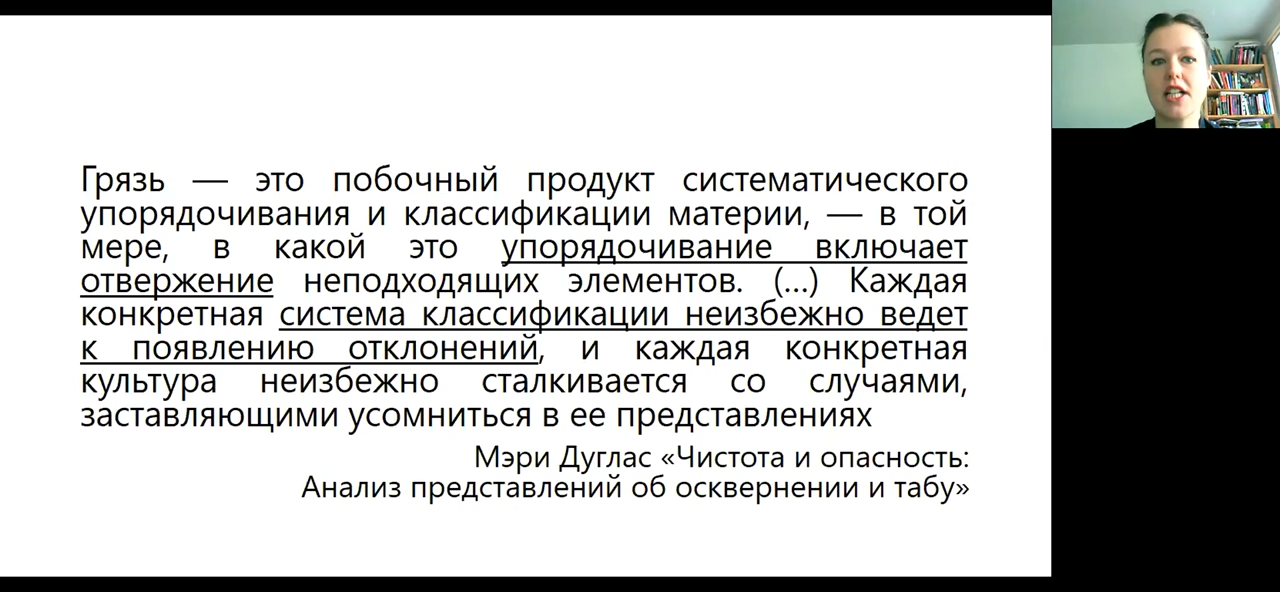 Грязь — это побочный продукт систематического
упорядочивания и классификации материи, — в той
мере, в какой это упорядочивание включает
отвержение неподходящих элементов. (...) Каждая
конкретная система классификации неизбежно ведет
к появлению отклонений, и каждая конкретная
культура неизбежно сталкивается со случаями,
заставляющими усомниться в ее представлениях
Мэри Дуглас «Чистота и опасность:
Анализ представлений об осквернении и табу»